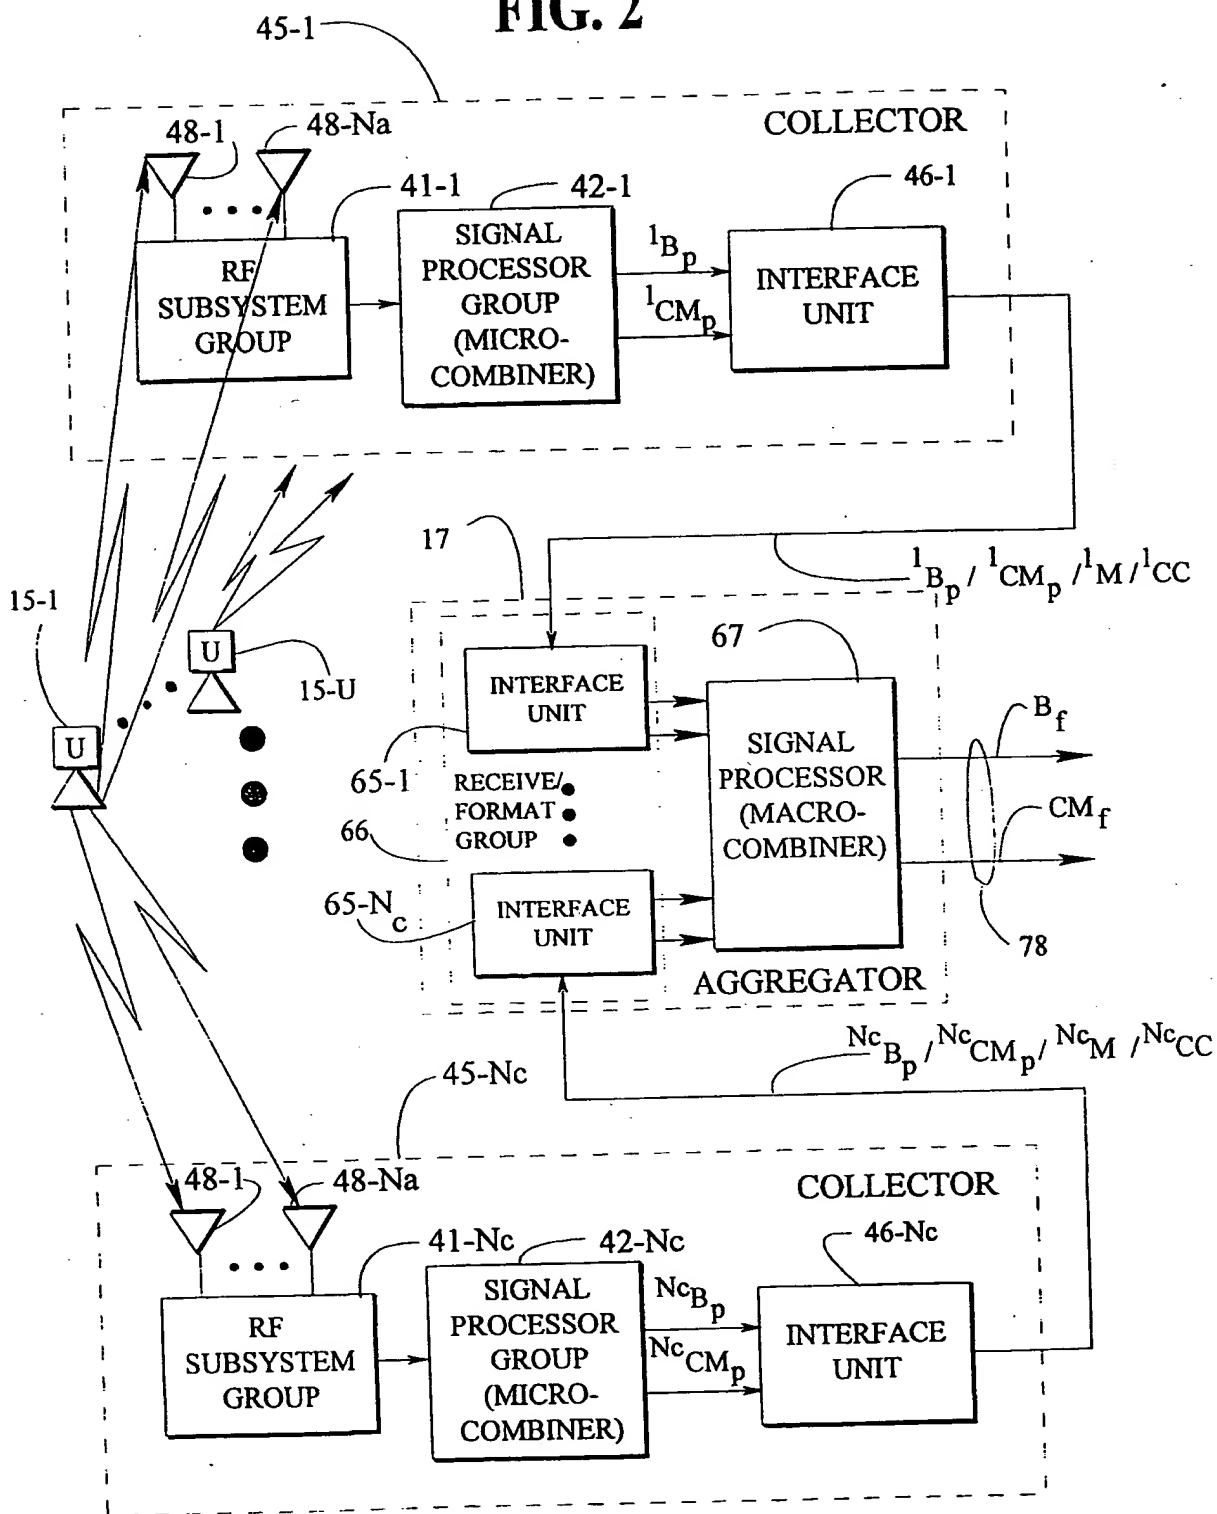 FIG. 2
45-1
COLLECTOR
48-1
48-Na
41-1
42-1
46-1
RF
SUBSYSTEM
GROUP
SIGNAL
PROCESSOR
GROUP
(MICRO-
COMBINER)
1Bp
1CMp
INTERFACE
UNIT
17
1Bp / 1CMp / 1M / 1CC
15-1
U
U
15-U
67
INTERFACE
UNIT
65-1
RECEIVE/
FORMAT
GROUP
66
SIGNAL
PROCESSOR
(MACRO-
COMBINER)
Bf
CMf
65-Nc
INTERFACE
UNIT
78
AGGREGATOR
NcBp / NcCMp / NcM / NcCC
45-Nc
COLLECTOR
48-1
48-Na
41-Nc
42-Nc
46-Nc
RF
SUBSYSTEM
GROUP
SIGNAL
PROCESSOR
GROUP
(MICRO-
COMBINER)
NcBp
NcCMp
INTERFACE
UNIT